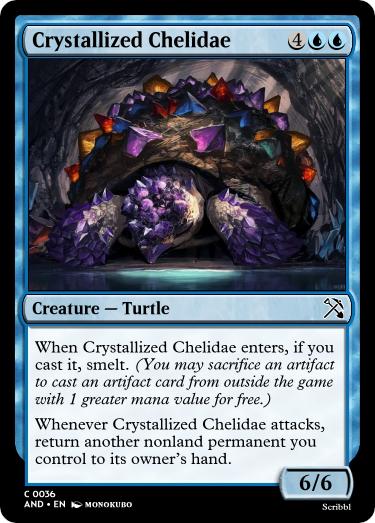 Crystallized Chelidae 4
Creature — Turtle
When Crystallized Chelidae enters, if you
cast it, smelt. (You may sacrifice an artifact
to cast an artifact card from outside the game
with 1 greater mana value for free.)
Whenever Crystallized Chelidae attacks,
return another nonland permanent you
control to its owner's hand.
6/6
C 0036
AND • EN MONOKUBO
Scribbl